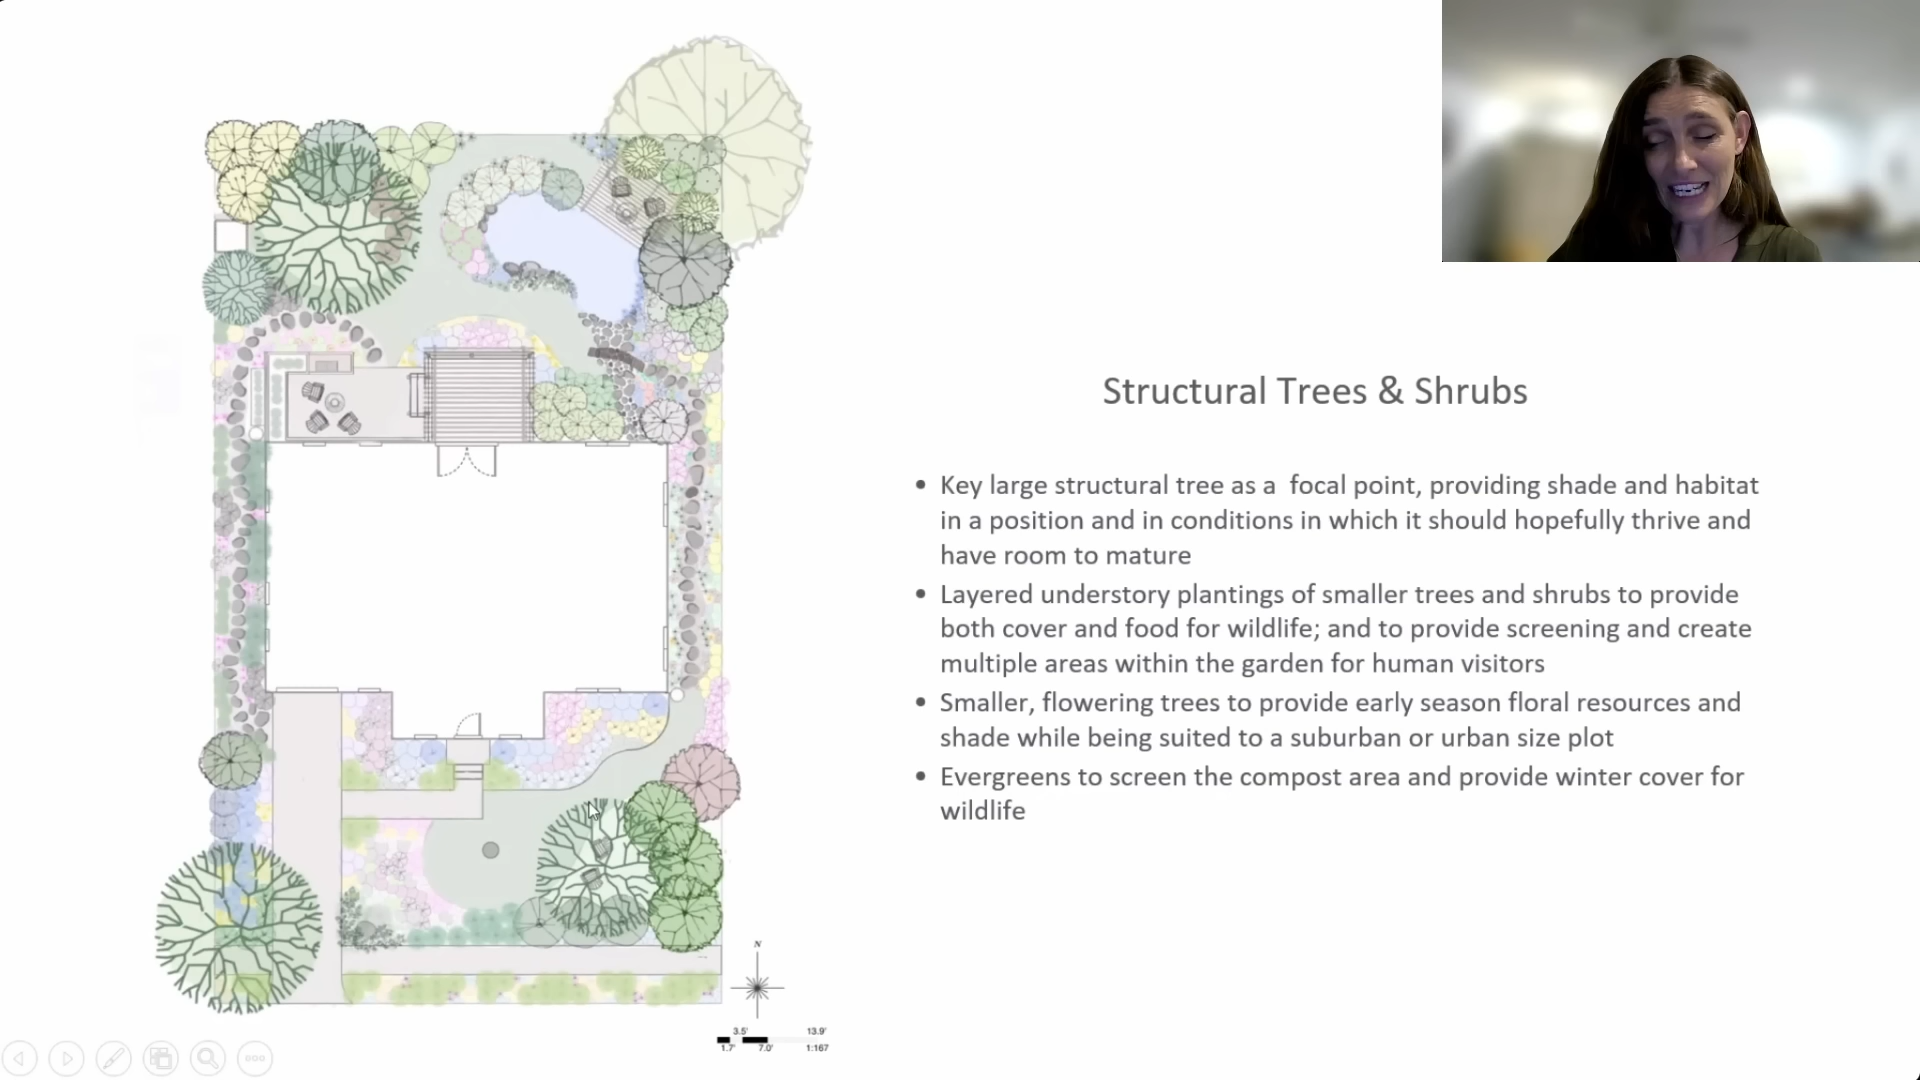 Structural Trees & Shrubs
• Key large structural tree as a  focal point, providing shade and habitat
in a position and in conditions in which it should hopefully thrive and
have room to mature
• Layered understory plantings of smaller trees and shrubs to provide
both cover and food for wildlife; and to provide screening and create
multiple areas within the garden for human visitors
• Smaller, flowering trees to provide early season floral resources and
shade while being suited to a suburban or urban size plot
• Evergreens to screen the compost area and provide winter cover for
wildlife
N
3.5' 13.9'
1.7' 7.0' 1:167